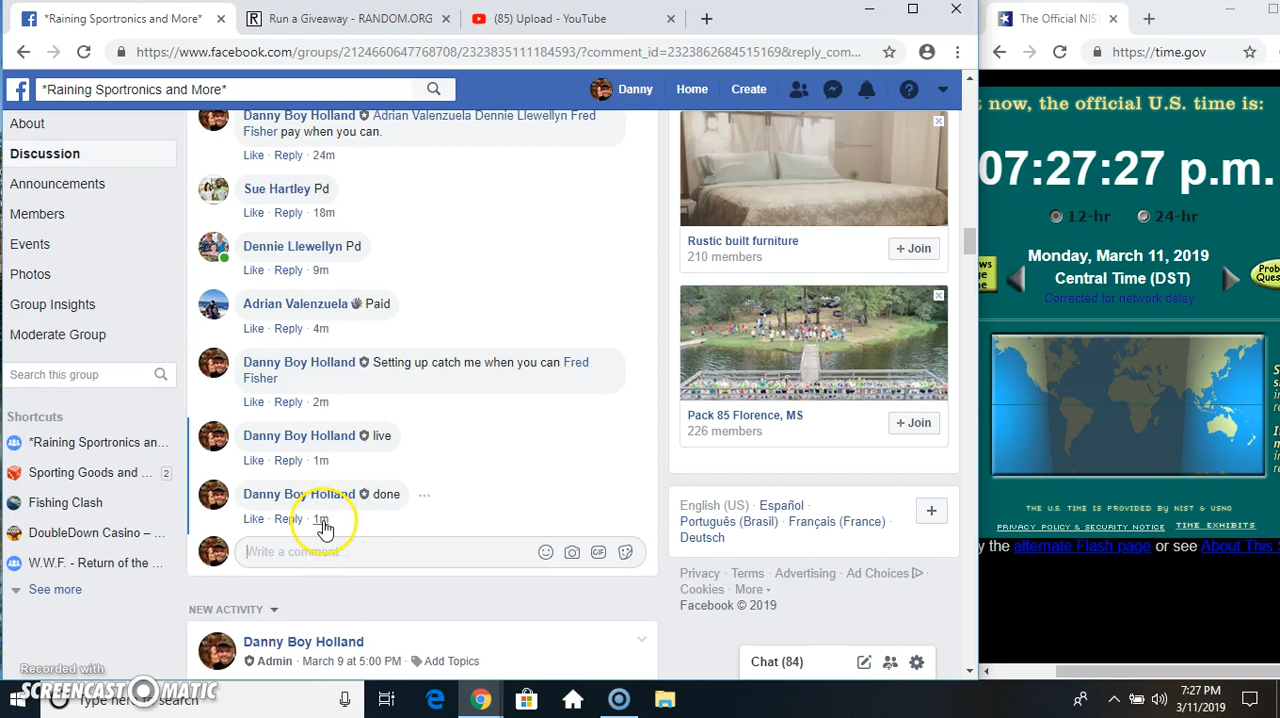 *Raining Sportronics and More*
Run a Giveaway - RANDOM.ORG
(85) Upload - YouTube
The Official NIS
https://www.facebook.com/groups/2124660647768708/2323835111184593/?comment_id=2323862684515169&reply_com...
https://time.gov
*Raining Sportronics and More*
Danny
Home
Create
About
Discussion
Announcements
Members
Events
Photos
Group Insights
Moderate Group
Search this group
Shortcuts
*Raining Sportronics an...
Sporting Goods and ... 2
Fishing Clash
DoubleDown Casino – ...
W.W.F. - Return of the ...
See more
Danny Boy Holland Adrian Valenzuela Dennie Llewellyn Fred
Fisher pay when you can.
Like · Reply · 24m
Sue Hartley Pd
Like · Reply · 18m
Dennie Llewellyn Pd
Like · Reply · 9m
Adrian Valenzuela Paid
Like · Reply · 4m
Danny Boy Holland Setting up catch me when you can Fred
Fisher
Like · Reply · 2m
Danny Boy Holland live
Like · Reply · 1m
Danny Boy Holland done
Like · Reply · 1m
Write a comment...
NEW ACTIVITY
Danny Boy Holland
Admin · March 9 at 5:00 PM · Add Topics
Rustic built furniture
210 members
+ Join
Pack 85 Florence, MS
226 members
+ Join
English (US) · Español ·
Português (Brasil) · Français (France) ·
Deutsch
Privacy · Terms · Advertising · Ad Choices
Cookies · More
Facebook © 2019
Chat (84)
t now, the official U.S. time is:
07:27:27 p.m.
12-hr
24-hr
Monday, March 11, 2019
Central Time (DST)
Corrected for network delay
THE U.S. TIME IS PROVIDED BY NIST & USNO
PRIVACY POLICY & SECURITY NOTICE
TIME EXHIBITS
y the alternate Flash page or see About This S
Recorded with
SCREENCAST-O-MATIC
Type here to search
7:27 PM
3/11/2019